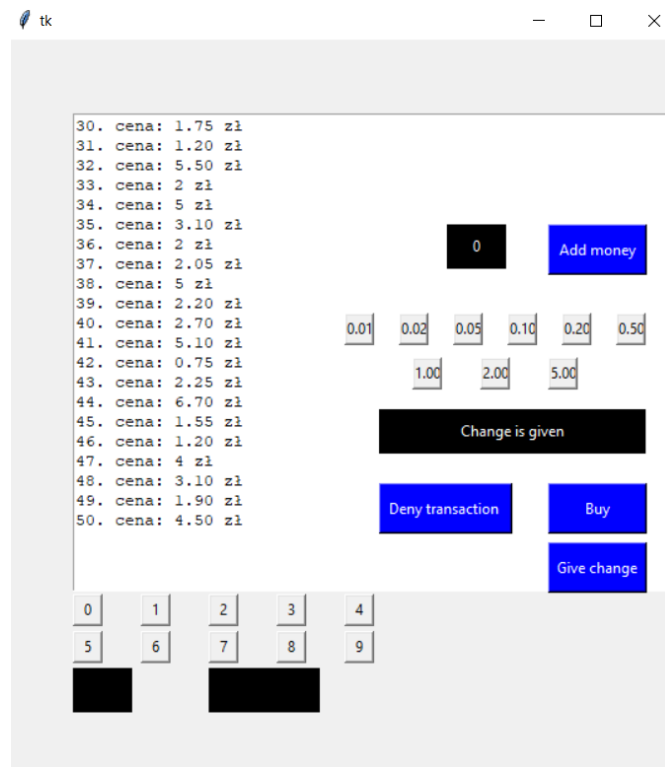 tk
30. cena: 1.75 zł
31. cena: 1.20 zł
32. cena: 5.50 zł
33. cena: 2 zł
34. cena: 5 zł
35. cena: 3.10 zł
36. cena: 2 zł
37. cena: 2.05 zł
38. cena: 5 zł
39. cena: 2.20 zł
40. cena: 2.70 zł
41. cena: 5.10 zł
42. cena: 0.75 zł
43. cena: 2.25 zł
44. cena: 6.70 zł
45. cena: 1.55 zł
46. cena: 1.20 zł
47. cena: 4 zł
48. cena: 3.10 zł
49. cena: 1.90 zł
50. cena: 4.50 zł
0 Add money
0.01 0.02 0.05 0.10 0.20 0.50
1.00 2.00 5.00
Change is given
Deny transaction Buy
Give change
0 1 2 3 4
5 6 7 8 9